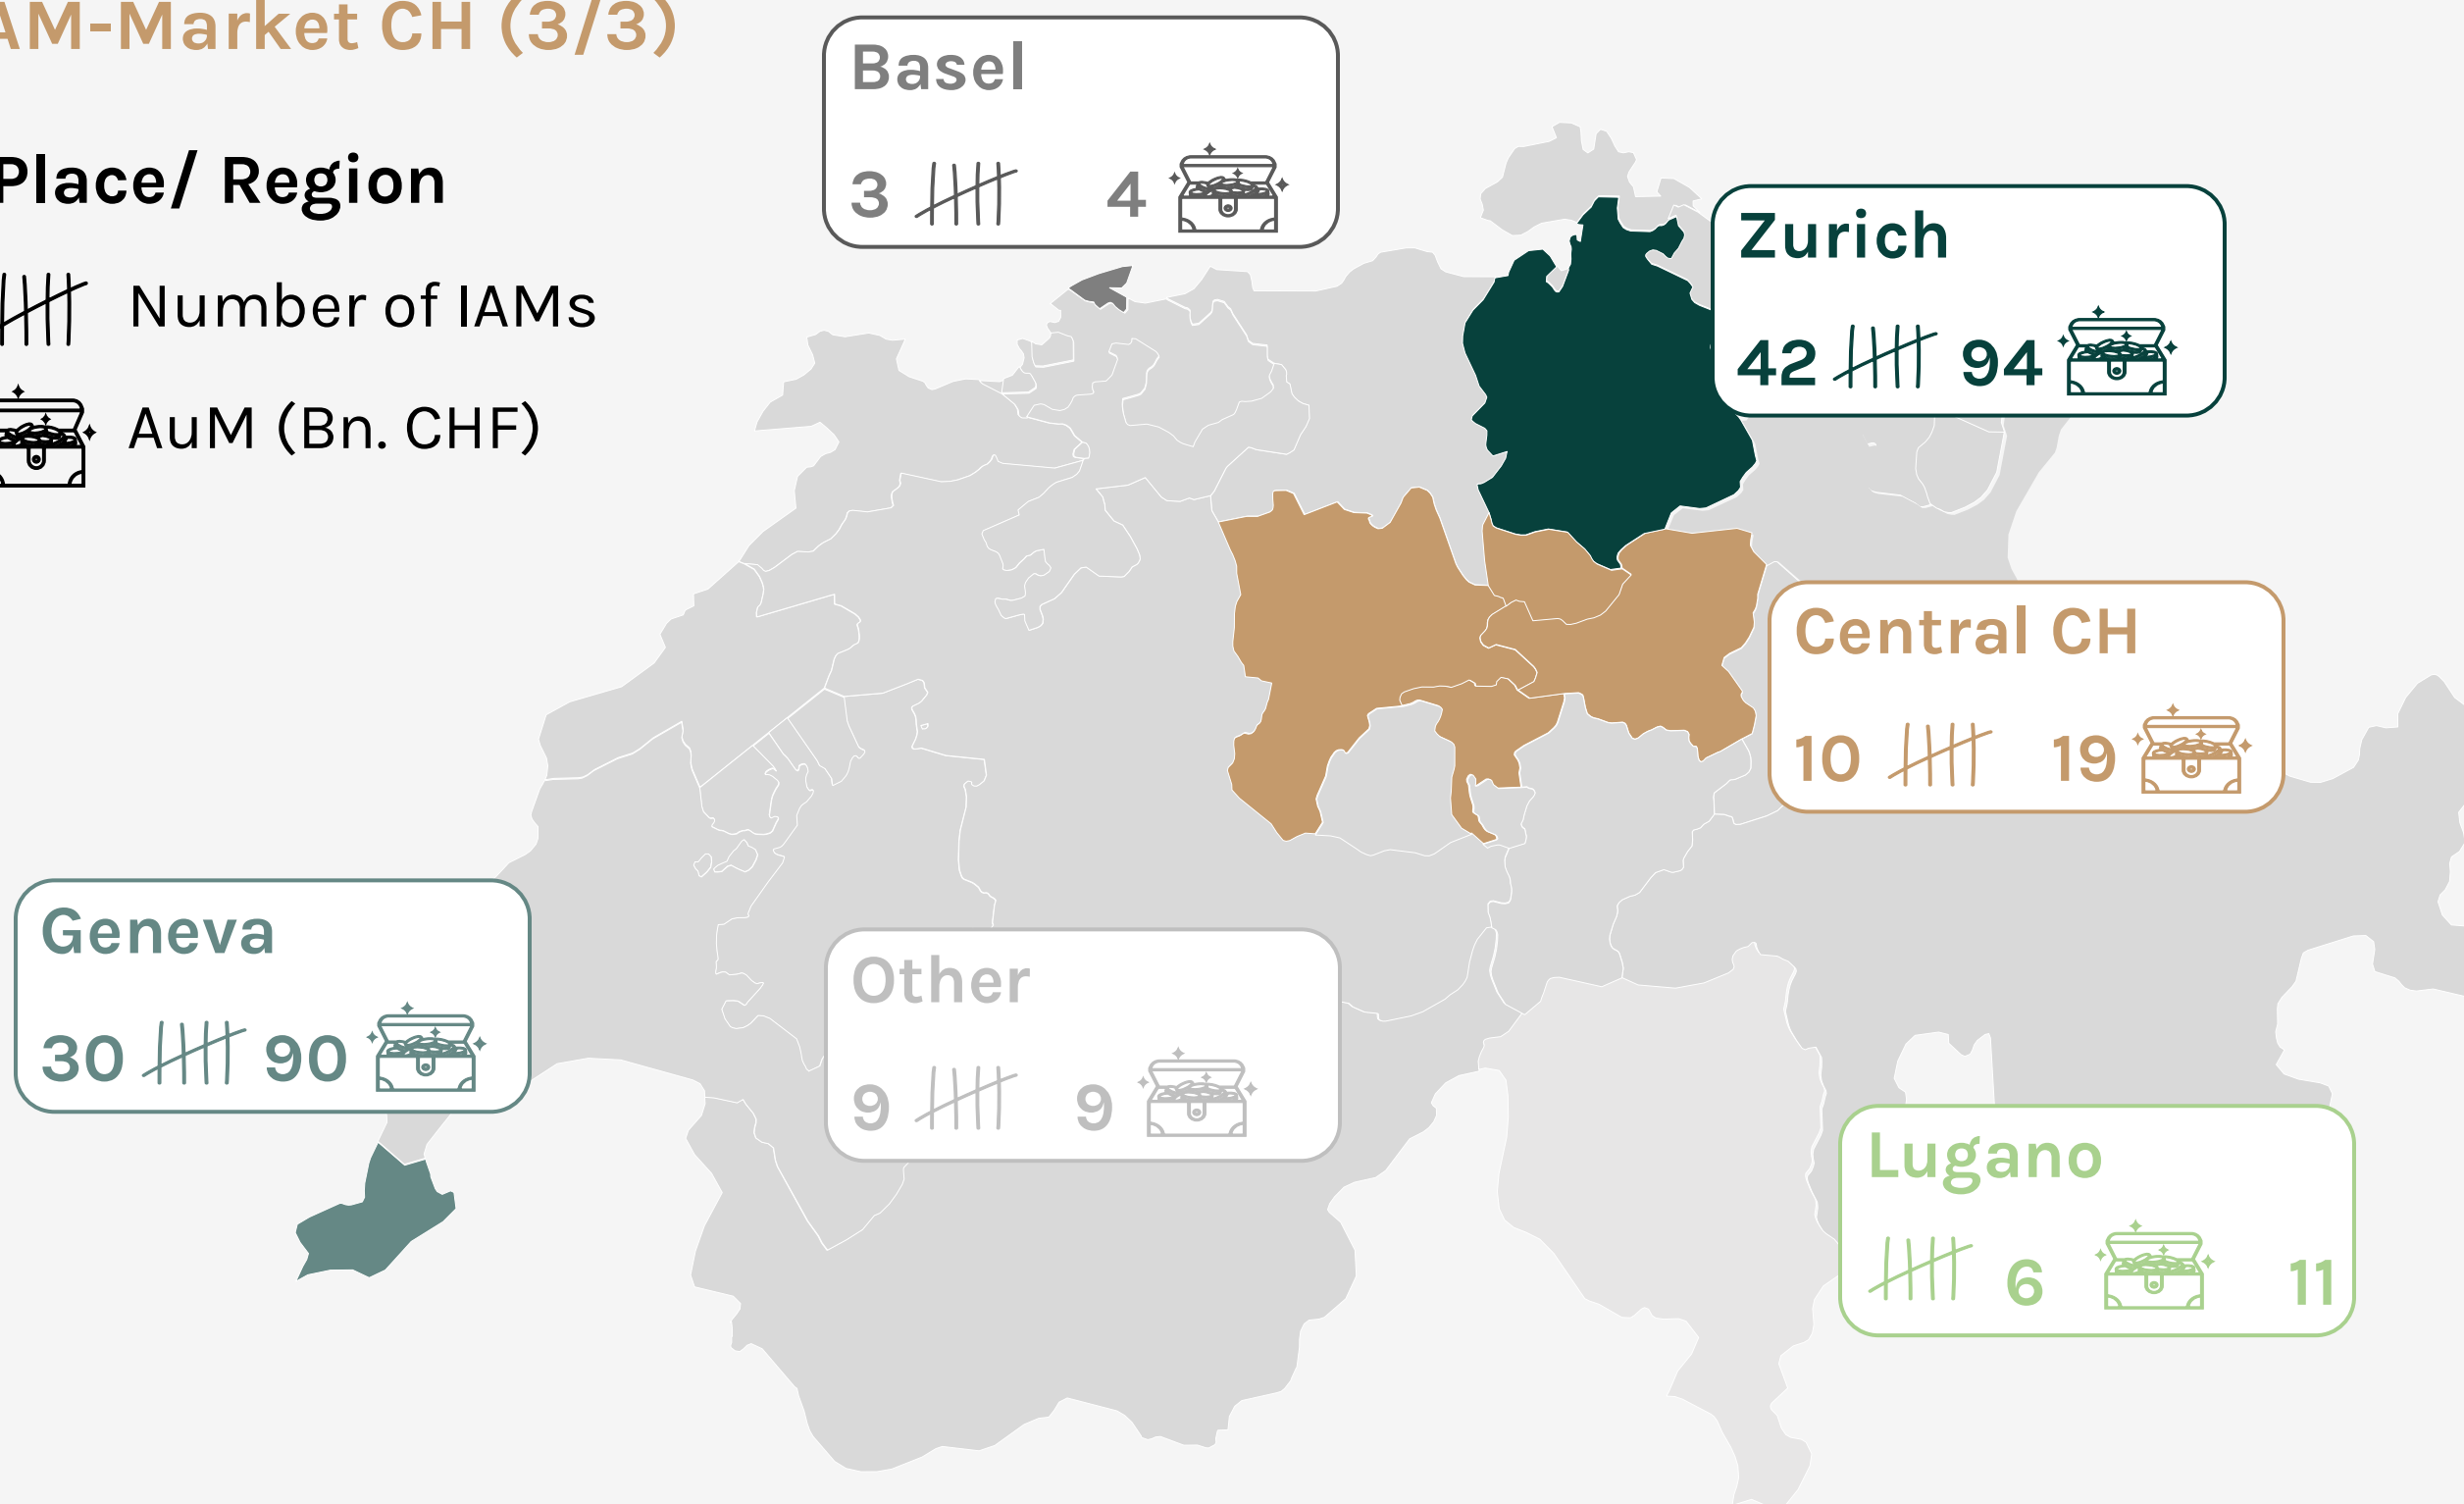 AM-Market CH (3/3)
Place/ Region
Number of IAMs
AuM (Bn. CHF)
Basel
3 4
Zurich
42 94
Central CH
10 19
Geneva
30 90
Other
9 9
Lugano
6 11